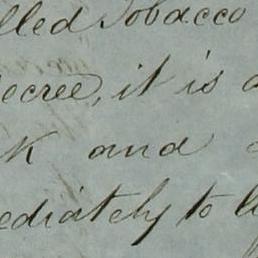 lled Tobacco
ecree, it is
k and
ediately to